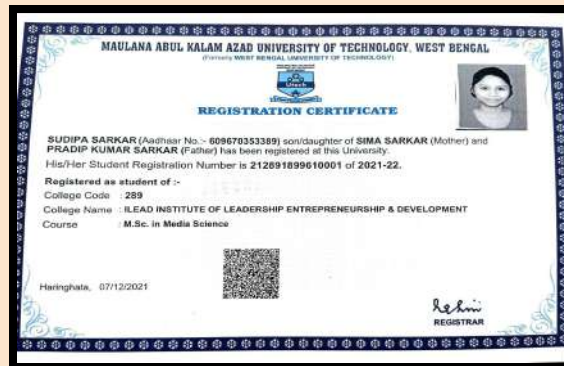 MAULANA ABUL KALAM AZAD UNIVERSITY OF TECHNOLOGY, WEST BENGAL
(Formerly WEST BENGAL UNIVERSITY OF TECHNOLOGY)
Utech
REGISTRATION CERTIFICATE
SUDIPA SARKAR (Aadhaar No.:- 609670353389) son/daughter of SIMA SARKAR (Mother) and
PRADIP KUMAR SARKAR (Father) has been registered at this University.
His/Her Student Registration Number is 212891899610001 of 2021-22.
Registered as student of :-
College Code : 289
College Name : ILEAD INSTITUTE OF LEADERSHIP ENTREPRENEURSHIP & DEVELOPMENT
Course : M.Sc. in Media Science
Haringhata, 07/12/2021
REGISTRAR